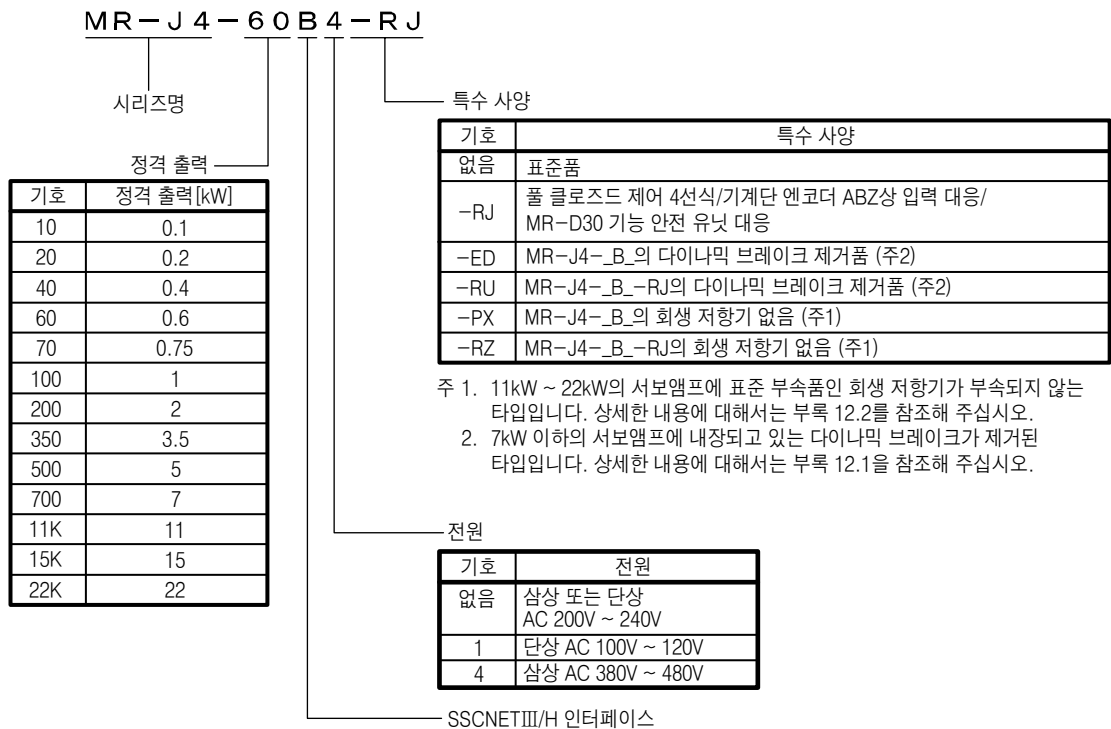 MR-J4-60B4-RJ
시리즈명
정격 출력
기호 정격 출력[kW]
10 0.1
20 0.2
40 0.4
60 0.6
70 0.75
100 1
200 2
350 3.5
500 5
700 7
11K 11
15K 15
22K 22
특수 사양
기호 특수 사양
없음 표준품
-RJ 풀 클로즈드 제어 4선식/기계단 엔코더 ABZ상 입력 대응/
MR-D30 기능 안전 유닛 대응
-ED MR-J4-_B_의 다이나믹 브레이크 제거품 (주2)
-RU MR-J4-_B_-RJ의 다이나믹 브레이크 제거품 (주2)
-PX MR-J4-_B_의 회생 저항기 없음 (주1)
-RZ MR-J4-_B_-RJ의 회생 저항기 없음 (주1)
주 1. 11kW ~ 22kW의 서보앰프에 표준 부속품인 회생 저항기가 부속되지 않는
타입입니다. 상세한 내용에 대해서는 부록 12.2를 참조해 주십시오.
2. 7kW 이하의 서보앰프에 내장되고 있는 다이나믹 브레이크가 제거된
타입입니다. 상세한 내용에 대해서는 부록 12.1을 참조해 주십시오.
전원
기호 전원
없음 삼상 또는 단상
AC 200V ~ 240V
1 단상 AC 100V ~ 120V
4 삼상 AC 380V ~ 480V
SSCNETⅢ/H 인터페이스